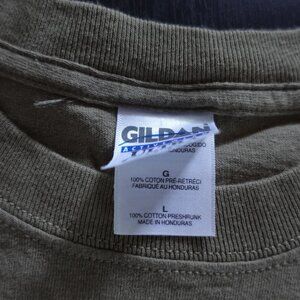 GILDAN
G
100% COTON PRÉ-RÉTRÉCI
FABRIQUÉ AU HONDURAS
L
100% COTTON PRESHRUNK
MADE IN HONDURAS